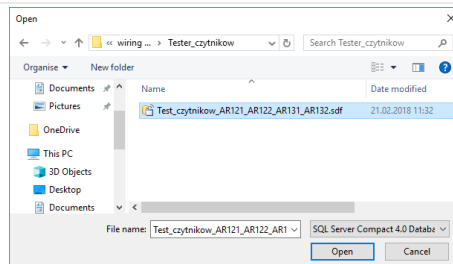 Open
« wiring ... > Tester_czytnikow
Search Tester_czytnikow
Organise
New folder
Documents
Pictures
OneDrive
This PC
3D Objects
Desktop
Documents
Name
Date modified
Test_czytnikow_AR121_AR122_AR131_AR132.sdf
21.02.2018 11:32
File name:
Test_czytnikow_AR121_AR122_AR1
SQL Server Compact 4.0 Databa
Open
Cancel